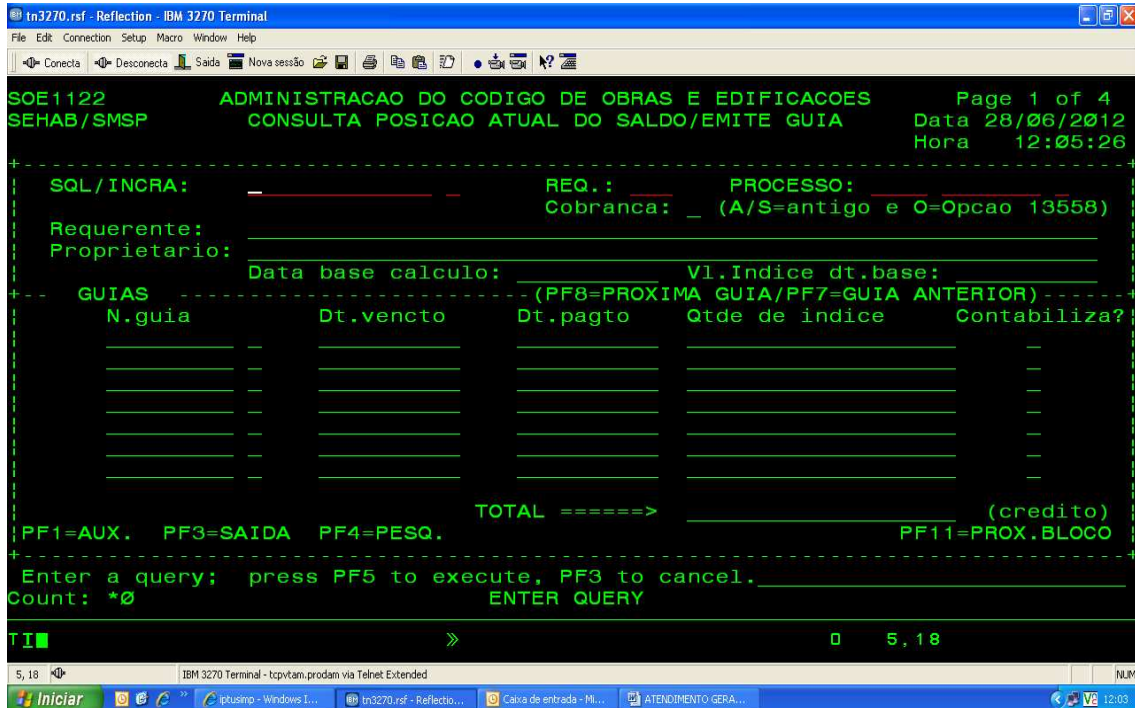 tn3270.rsf - Reflection - IBM 3270 Terminal
File Edit Connection Setup Macro Window Help
Conecta Desconecta Saida Nova sessão
SOE1122 ADMINISTRACAO DO CODIGO DE OBRAS E EDIFICACOES Page 1 of 4
SEHAB/SMSP CONSULTA POSICAO ATUAL DO SALDO/EMITE GUIA Data 28/Ø6/2Ø12
Hora 12:Ø5:26
SQL/INCRA: REQ.: PROCESSO:
Cobranca: _ (A/S=antigo e O=Opcao 13558)
Requerente:
Proprietario:
Data base calculo: Vl.Indice dt.base:
GUIAS (PF8=PROXIMA GUIA/PF7=GUIA ANTERIOR)
N.guia Dt.vencto Dt.pagto Qtde de indice Contabiliza?
TOTAL ======> (credito)
PF1=AUX. PF3=SAIDA PF4=PESQ. PF11=PROX.BLOCO
Enter a query; press PF5 to execute, PF3 to cancel.
Count: *Ø ENTER QUERY
TI » 5,18
5, 18 IBM 3270 Terminal - tcpvtam.prodam via Telnet Extended NUM
Iniciar » iptusimp - Windows I... tn3270.rsf - Reflectio... Caixa de entrada - Mi... ATENDIMENTO GERA... 12:03